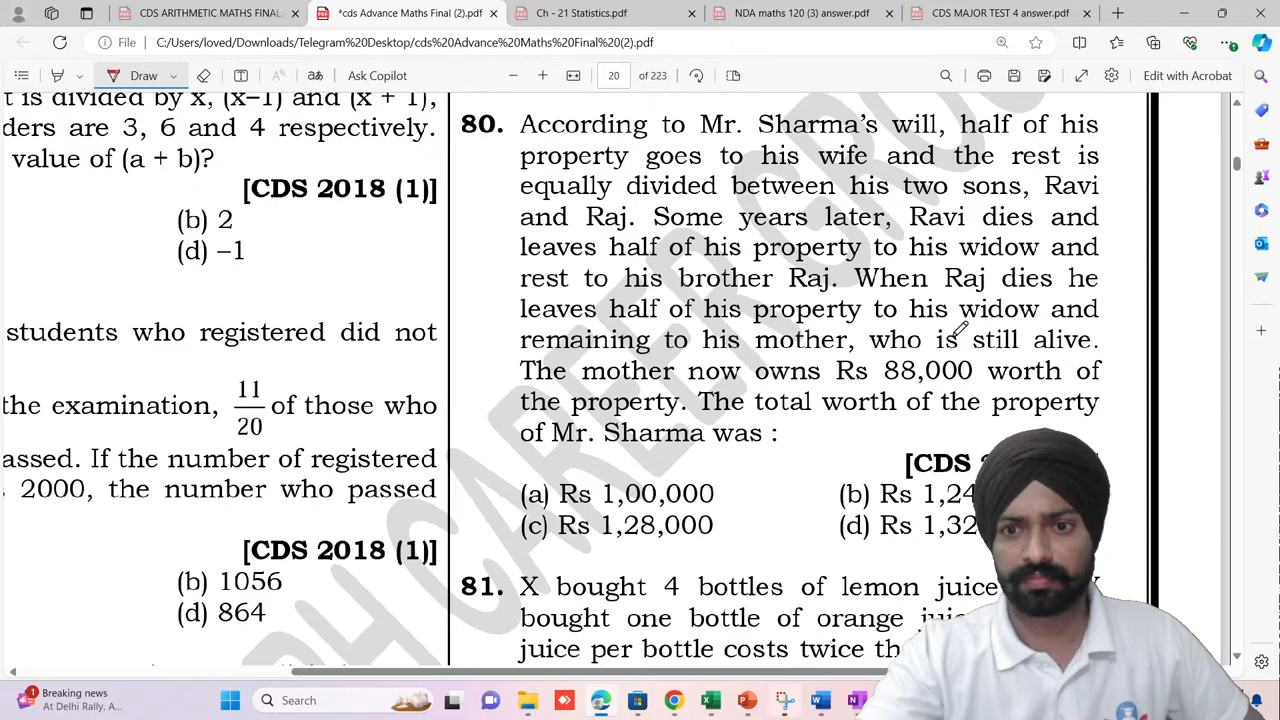 CDS ARITHMETIC MATHS FINAL
*cds Advance Maths Final (2).pdf
Ch - 21 Statistics.pdf
NDA maths 120 (3)answer.pdf
CDS MAJOR TEST 4 answer.pdf
File
C:/Users/loved/Downloads/Telegram%20Desktop/cds%20Advance%20Maths%20Final%20(2).pdf
Draw
Ask Copilot
20 of 223
Edit with Acrobat
t is divided by x, (x–1) and (x + 1),
ders are 3, 6 and 4 respectively.
value of (a + b)?
[CDS 2018 (1)]
(b) 2
(d) –1
students who registered did not
the examination, 11/20 of those who
assed. If the number of registered
2000, the number who passed
[CDS 2018 (1)]
(b) 1056
(d) 864
80. According to Mr. Sharma's will, half of his
property goes to his wife and the rest is
equally divided between his two sons, Ravi
and Raj. Some years later, Ravi dies and
leaves half of his property to his widow and
rest to his brother Raj. When Raj dies he
leaves half of his property to his widow and
remaining to his mother, who is still alive.
The mother now owns Rs 88,000 worth of
the property. The total worth of the property
of Mr. Sharma was :
[CDS
(a) Rs 1,00,000 (b) Rs 1,24
(c) Rs 1,28,000 (d) Rs 1,32
81. X bought 4 bottles of lemon juice
bought one bottle of orange
juice per bottle costs twice
Breaking news
At Delhi Rally, A...
Search